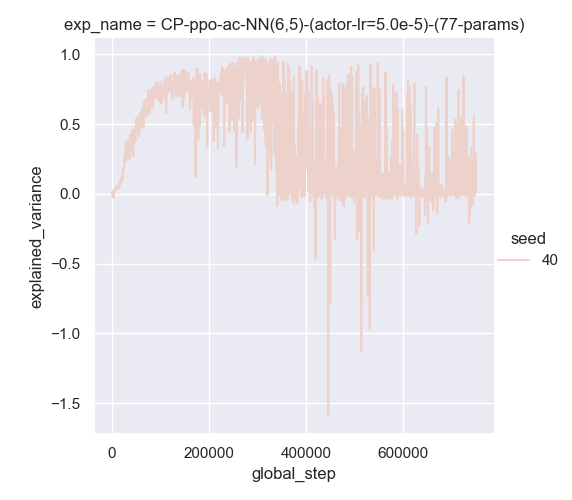 exp_name = CP-ppo-ac-NN(6,5)-(actor-lr=5.0e-5)-(77-params)
1.0
0.5
0.0
−0.5
−1.0
−1.5
explained_variance
0
200000
400000
600000
global_step
seed
40